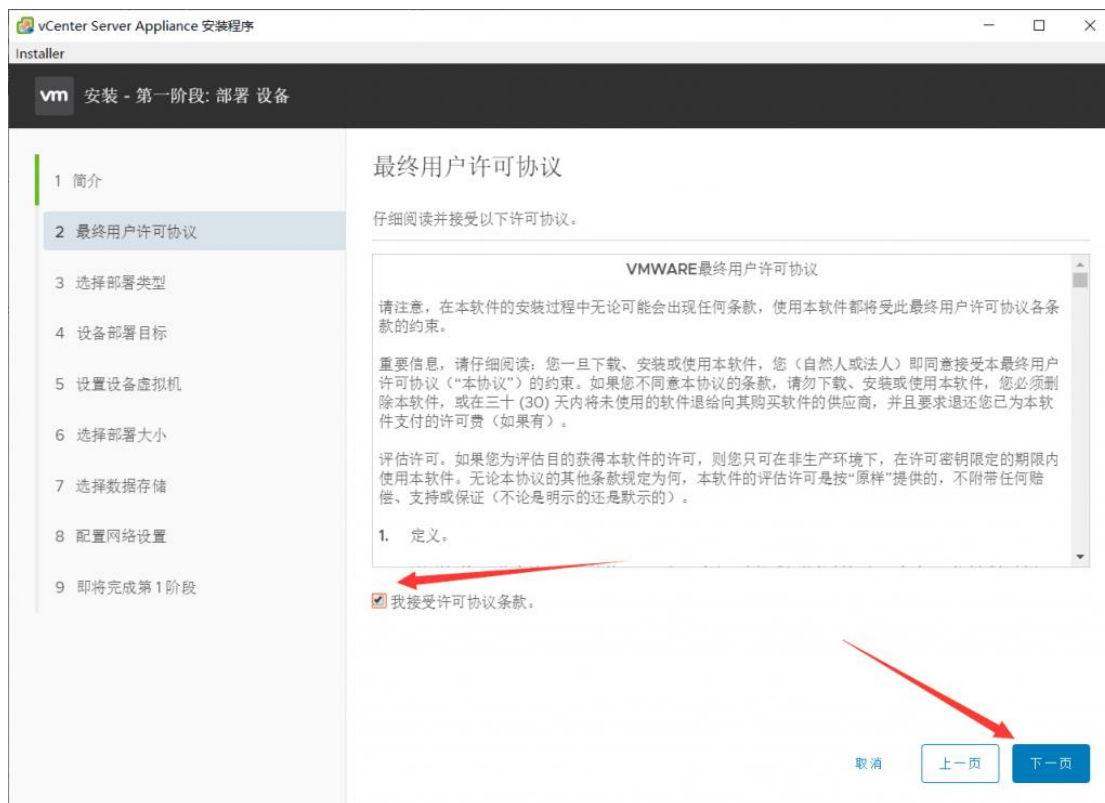 vCenter Server Appliance 安装程序
Installer
vm 安装 - 第一阶段: 部署 设备
1 简介
2 最终用户许可协议
3 选择部署类型
4 设备部署目标
5 设置设备虚拟机
6 选择部署大小
7 选择数据存储
8 配置网络设置
9 即将完成第 1 阶段
最终用户许可协议
仔细阅读并接受以下许可协议。
VMWARE最终用户许可协议
请注意，在本软件的安装过程中无论可能会出现任何条款，使用本软件都将受此最终用户许可协议各条
款的约束。
重要信息，请仔细阅读：您一旦下载、安装或使用本软件，您（自然人或法人）即同意接受本最终用户
许可协议（“本协议”）的约束。如果您不同意本协议的条款，请勿下载、安装或使用本软件，您必须删
除本软件，或在三十 (30) 天内将未使用的软件退给向其购买软件的供应商，并且要求退还您已为本软
件支付的许可费（如果有）。
评估许可。如果您为评估目的获得本软件的许可，则您只可在非生产环境下，在许可密钥限定的期限内
使用本软件。无论本协议的其他条款规定为何，本软件的评估许可是按“原样”提供的，不附带任何赔
偿、支持或保证（不论是明示的还是默示的）。
1. 定义。
我接受许可协议条款。
取消
上一页
下一页